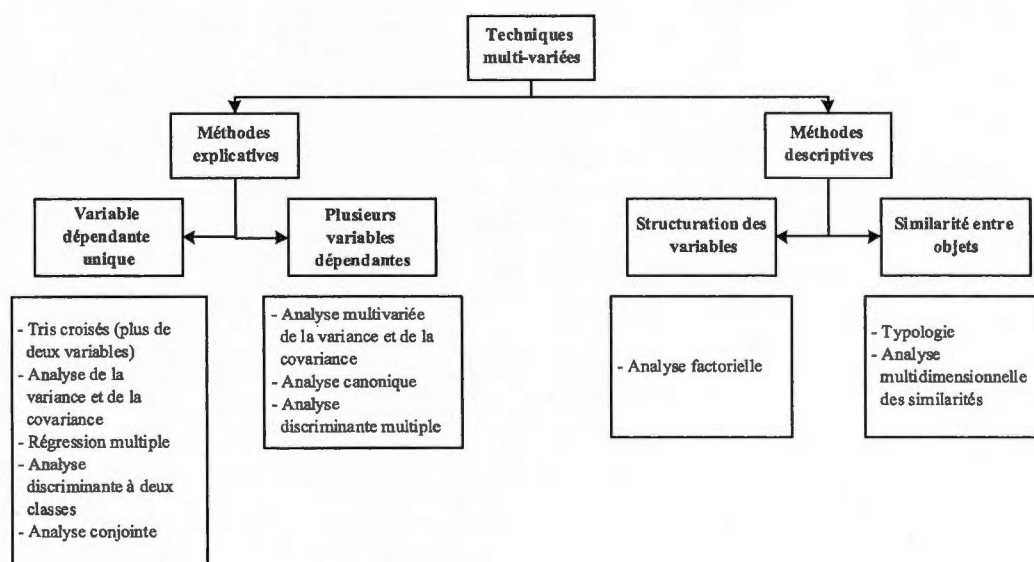 Techniques
multi-variées
Méthodes
explicatives
Méthodes
descriptives
Variable
dépendante
unique
Plusieurs
variables
dépendantes
Structuration des
variables
Similarité entre
objets
- Tris croisés (plus de
deux variables)
- Analyse de la
variance et de la
covariance
- Régression multiple
- Analyse
discriminante à deux
classes
- Analyse conjointe
- Analyse multivariée
de la variance et de la
covariance
- Analyse canonique
- Analyse
discriminante multiple
- Analyse factorielle
- Typologie
- Analyse
multidimensionnelle
des similarités